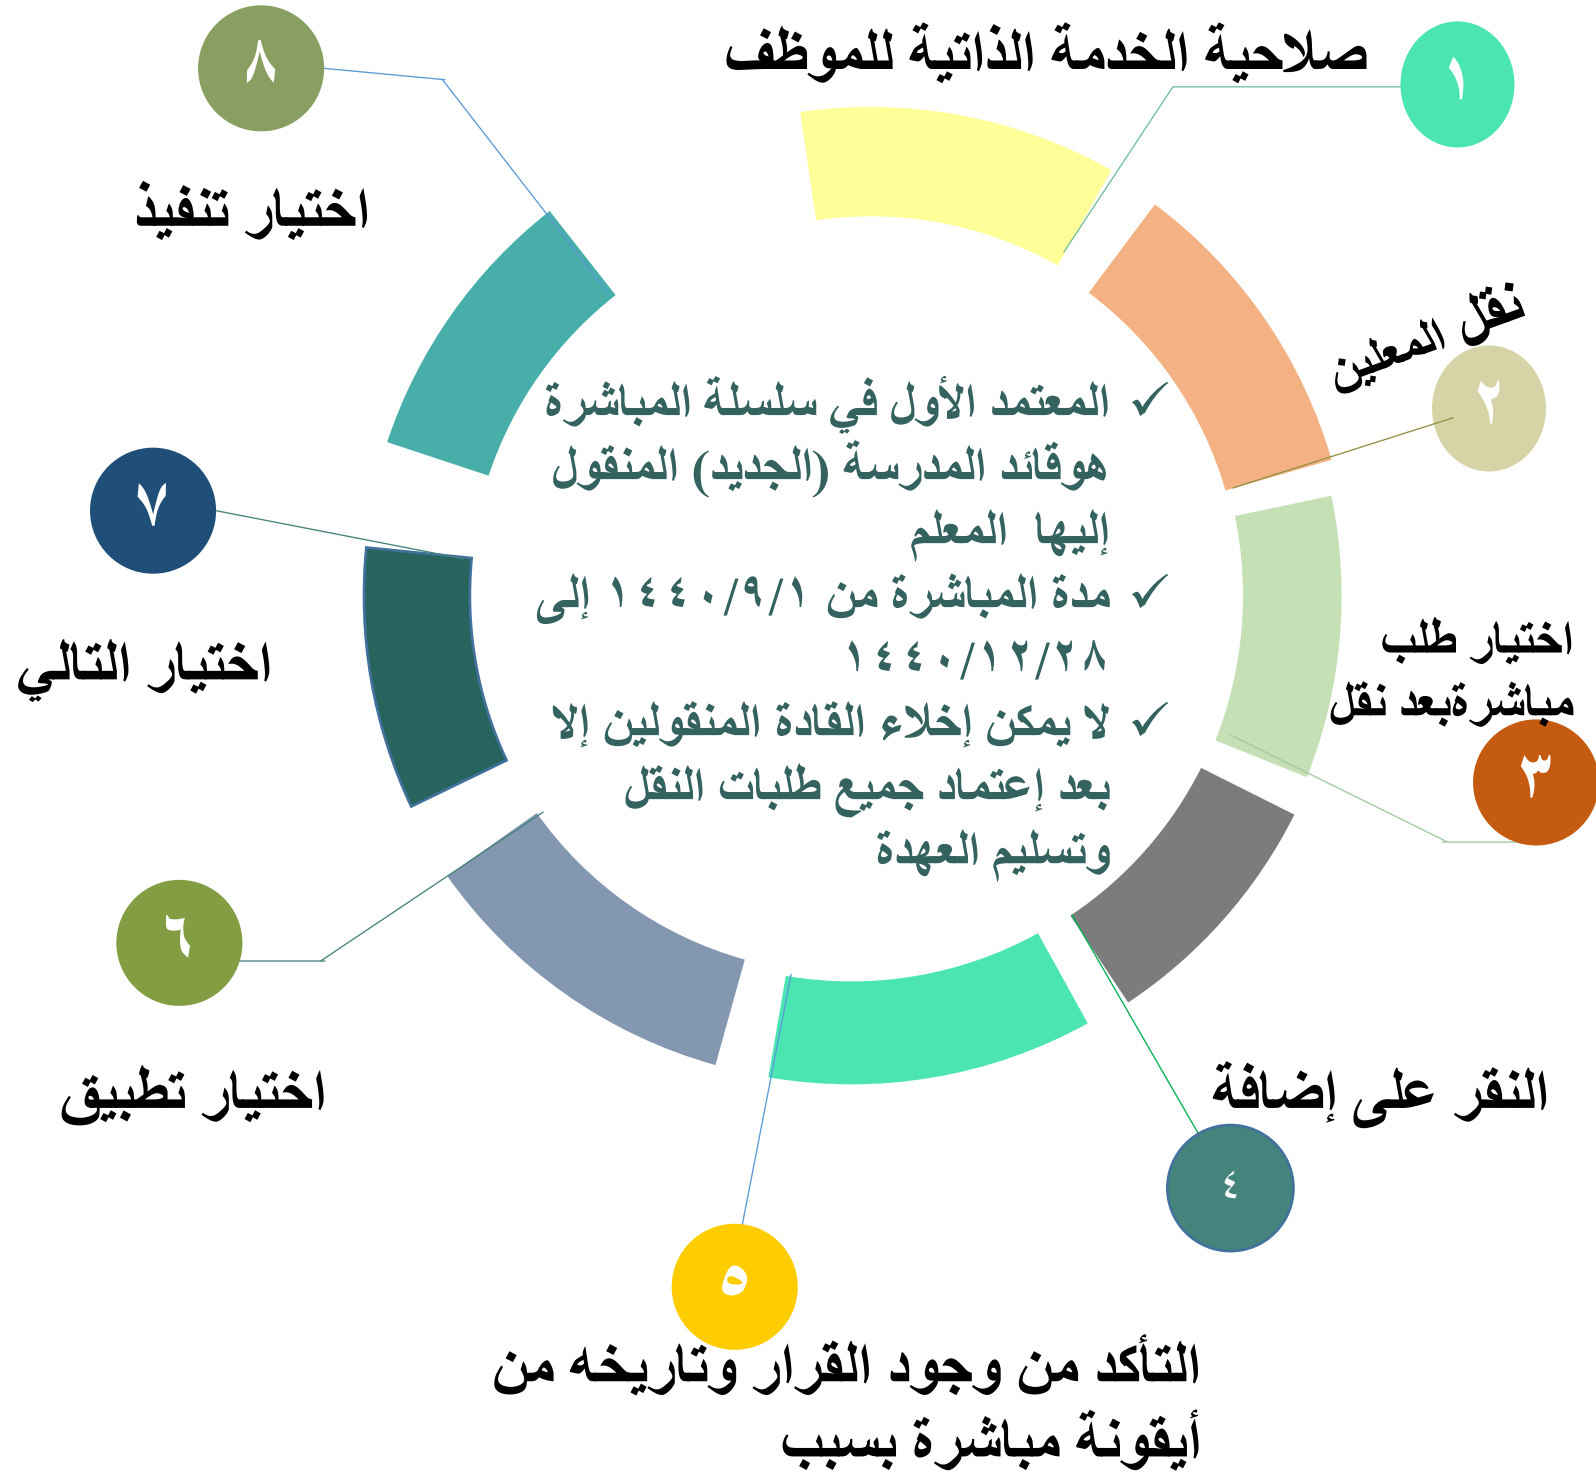 ١
صلاحية الخدمة الذاتية للموظف
٢
نقل المعلين
٣
اختيار طلب
مباشرةبعد نقل
٤
النقر على إضافة
٥
التأكد من وجود القرار وتاريخه من
أيقونة مباشرة بسبب
٦
اختيار تطبيق
٧
اختيار التالي
٨
اختيار تنفيذ
✓ المعتمد الأول في سلسلة المباشرة
هوقائد المدرسة (الجديد) المنقول
إليها المعلم
✓ مدة المباشرة من ١٤٤٠/٩/١ إلى
١٤٤٠/١٢/٢٨
✓ لا يمكن إخلاء القادة المنقولين إلا
بعد إعتماد جميع طلبات النقل
وتسليم العهدة